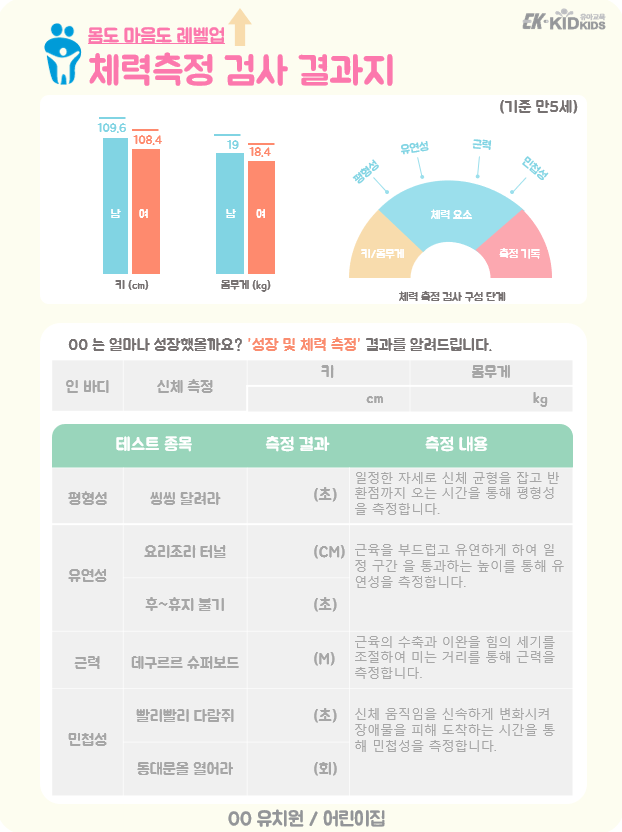 EK-KID 유아교육 KIDS
몸도 마음도 레벨업
체력측정 검사 결과지
(기준 만5세)
109.6
108.4
남
여
키 (cm)
19
18.4
남
여
몸무게 (kg)
평형성
유연성
근력
민첩성
체력 요소
키/몸무게
측정 기록
체력 측정 검사 구성 단계
OO 는 얼마나 성장했을까요? '성장 및 체력 측정' 결과를 알려드립니다.
인 바디
신체 측정
키
몸무게
cm
kg
테스트 종목
측정 결과
측정 내용
평형성
씽씽 달려라
(초)
일정한 자세로 신체 균형을 잡고 반
환점까지 오는 시간을 통해 평형성
을 측정합니다.
유연성
요리조리 터널
(CM)
근육을 부드럽고 유연하게 하여 일
정 구간 을 통과하는 높이를 통해 유
연성을 측정합니다.
후~휴지 불기
(초)
근력
데구르르 슈퍼보드
(M)
근육의 수축과 이완을 힘의 세기를
조절하여 미는 거리를 통해 근력을
측정합니다.
민첩성
빨리빨리 다람쥐
(초)
신체 움직임을 신속하게 변화시켜
장애물을 피해 도착하는 시간을 통
해 민첩성을 측정합니다.
동대문을 열어라
(회)
OO 유치원 / 어린이집